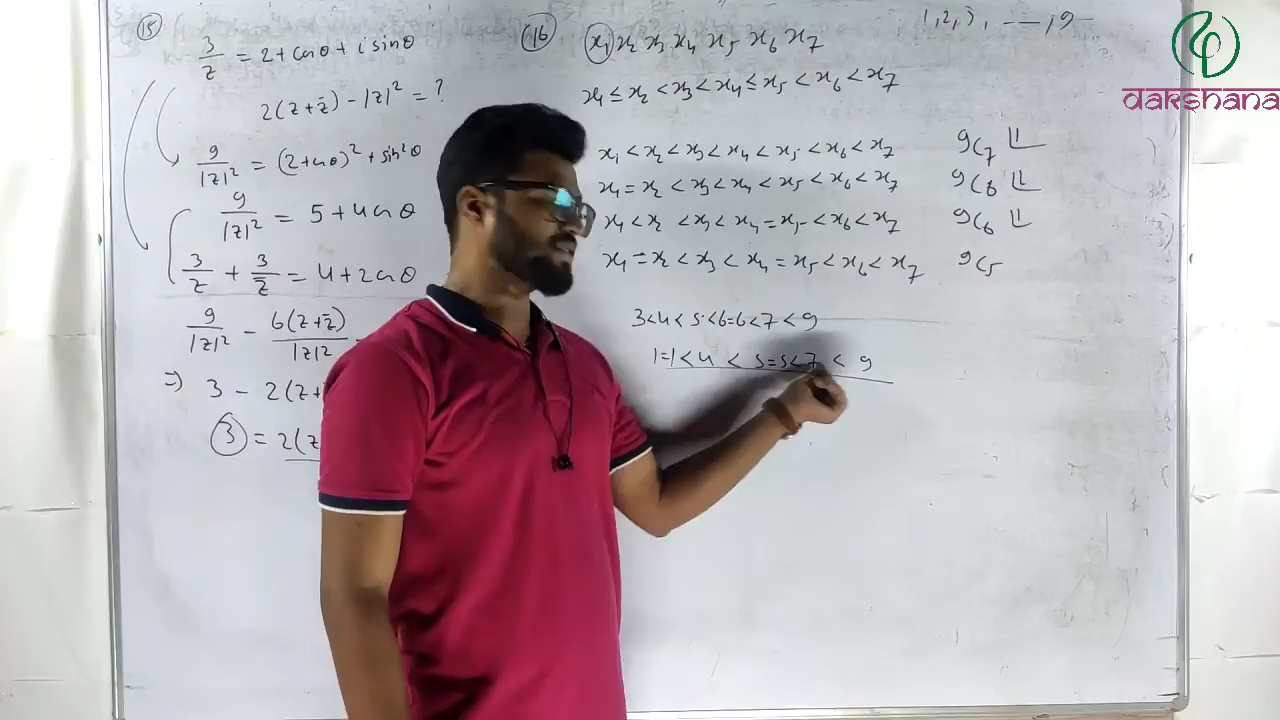 15
3/z = 2 + cosθ + i sinθ
2(z + z̄) - |z|² = ?
9/|z|² = (2 + cosθ)² + sin²θ
9/|z|² = 5 + 4cosθ
3/z + 3/z̄ = 4 + 2cosθ
9/|z|² - 6(z + z̄)/|z|²
=> 3 - 2(z +
3 = 2(z
16 x₁ x₂ x₃ x₄ x₅ x₆ x₇
1, 2, 3, ---, 9
x₁ ≤ x₂ < x₃ < x₄ ≤ x₅ < x₆ < x₇
x₁ < x₂ < x₃ < x₄ < x₅ < x₆ < x₇ ⁹C₇
x₁ = x₂ < x₃ < x₄ < x₅ < x₆ < x₇ ⁹C₆
x₁ < x₂ < x₃ < x₄ = x₅ < x₆ < x₇ ⁹C₆
x₁ = x₂ < x₃ < x₄ = x₅ < x₆ < x₇ ⁹C₅
3 < 4 < 5 < 6 = 6 < 7 < 9
1 = 1 < 4 < 5 = 5 < 7 < 9
dakshana